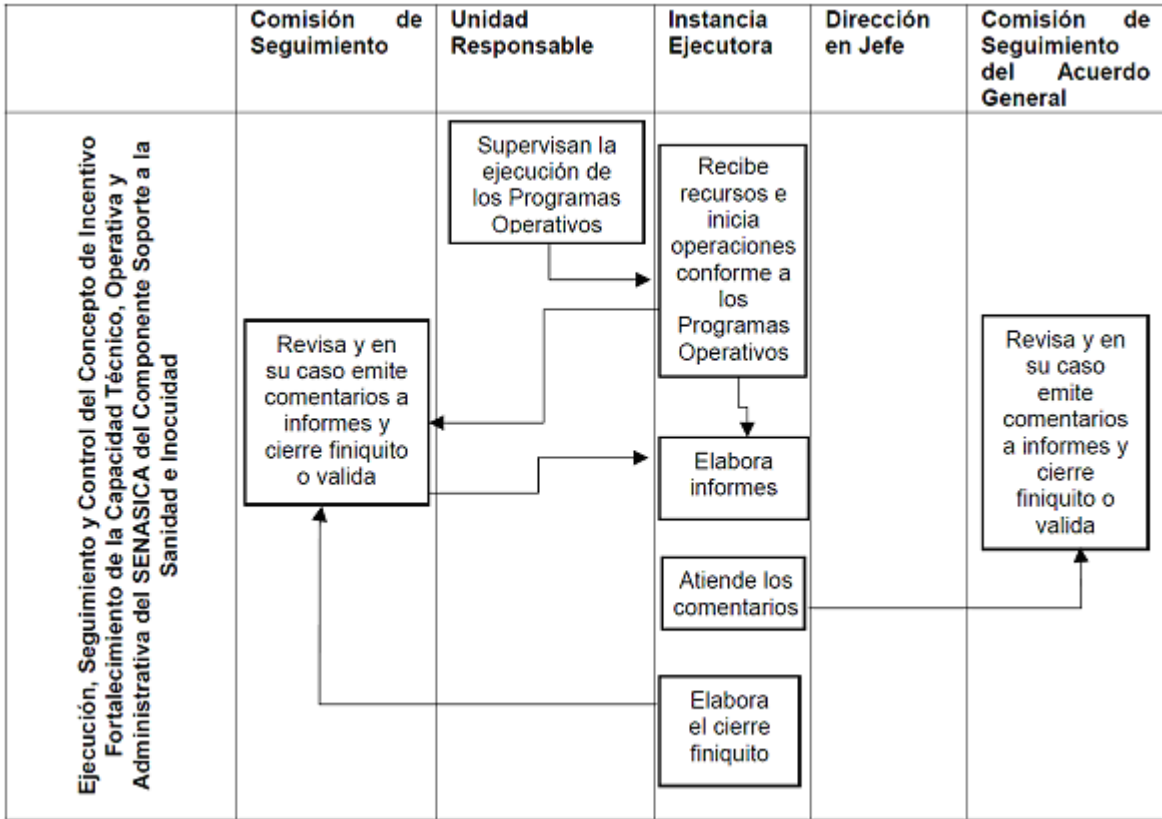 Comisión de
Seguimiento
Unidad
Responsable
Instancia
Ejecutora
Dirección
en Jefe
Comisión de
Seguimiento
del Acuerdo
General
Ejecución, Seguimiento y Control del Concepto de Incentivo
Fortalecimiento de la Capacidad Técnico, Operativa y
Administrativa del SENASICA del Componente Soporte a la
Sanidad e Inocuidad
Supervisan la
ejecución de
los Programas
Operativos
Recibe
recursos e
inicia
operaciones
conforme a
los
Programas
Operativos
Revisa y en
su caso emite
comentarios a
informes y
cierre finiquito
o valida
Elabora
informes
Revisa y en
su caso
emite
comentarios
a informes y
cierre
finiquito o
valida
Atiende los
comentarios
Elabora
el cierre
finiquito